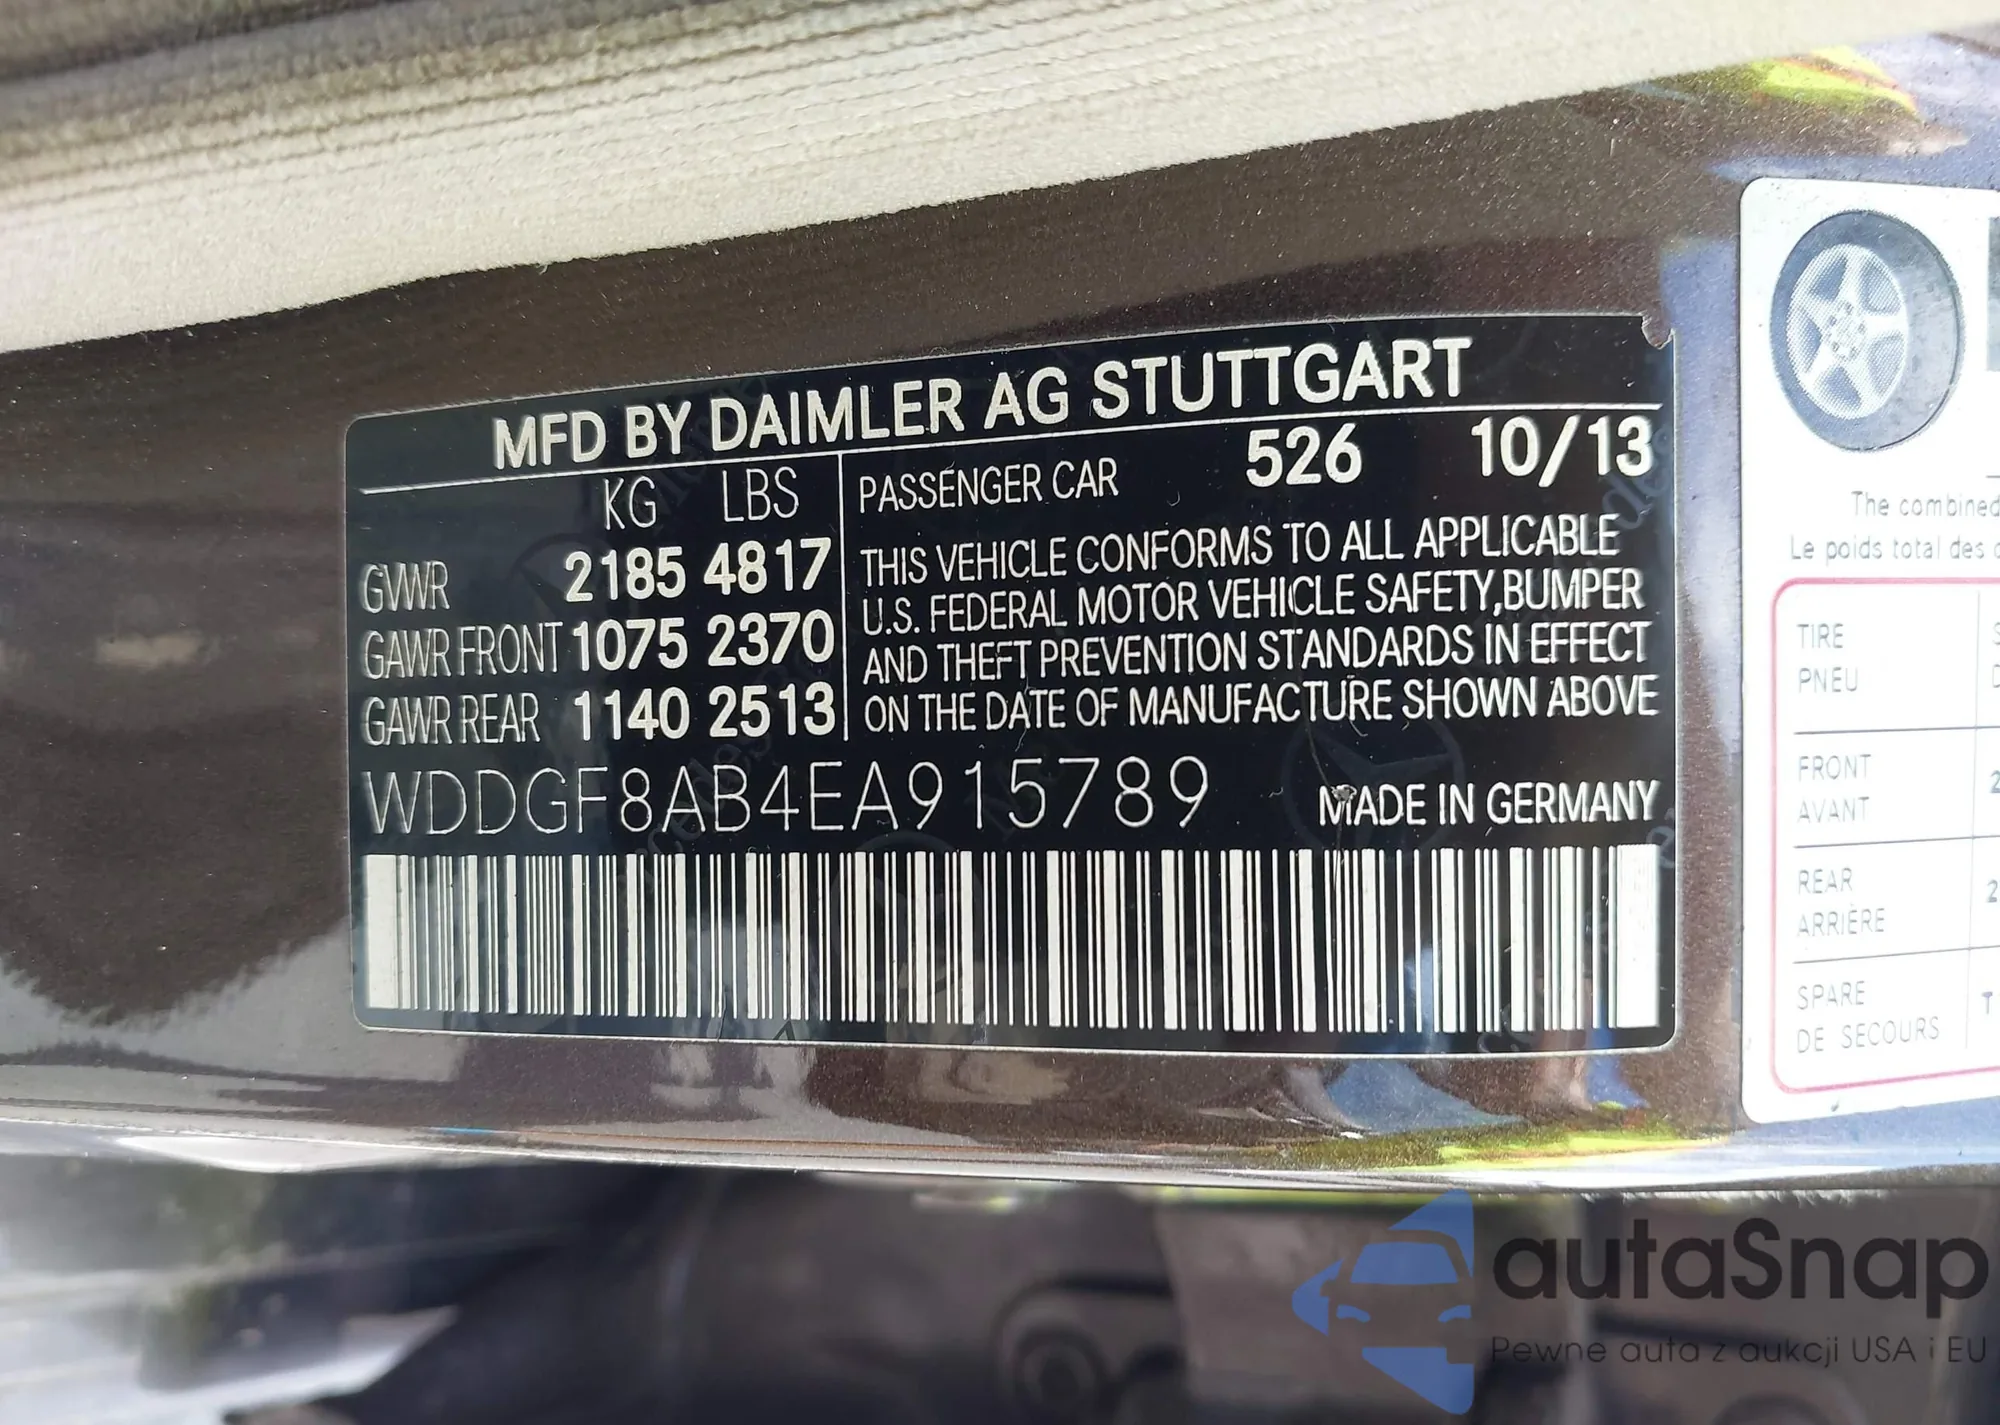 MFD BY DAIMLER AG STUTTGART
KG LBS
GVWR 2185 4817
GAWR FRONT 1075 2370
GAWR REAR 1140 2513
PASSENGER CAR 526 10/13
THIS VEHICLE CONFORMS TO ALL APPLICABLE
U.S. FEDERAL MOTOR VEHICLE SAFETY,BUMPER
AND THEFT PREVENTION STANDARDS IN EFFECT
ON THE DATE OF MANUFACTURE SHOWN ABOVE
WDDGF8AB4EA915789
MADE IN GERMANY
The combined
Le poids total des
TIRE
PNEU
FRONT
AVANT
REAR
ARRIÈRE
SPARE
DE SECOURS
autaSnap
Pewne auta z aukcji USA i EU